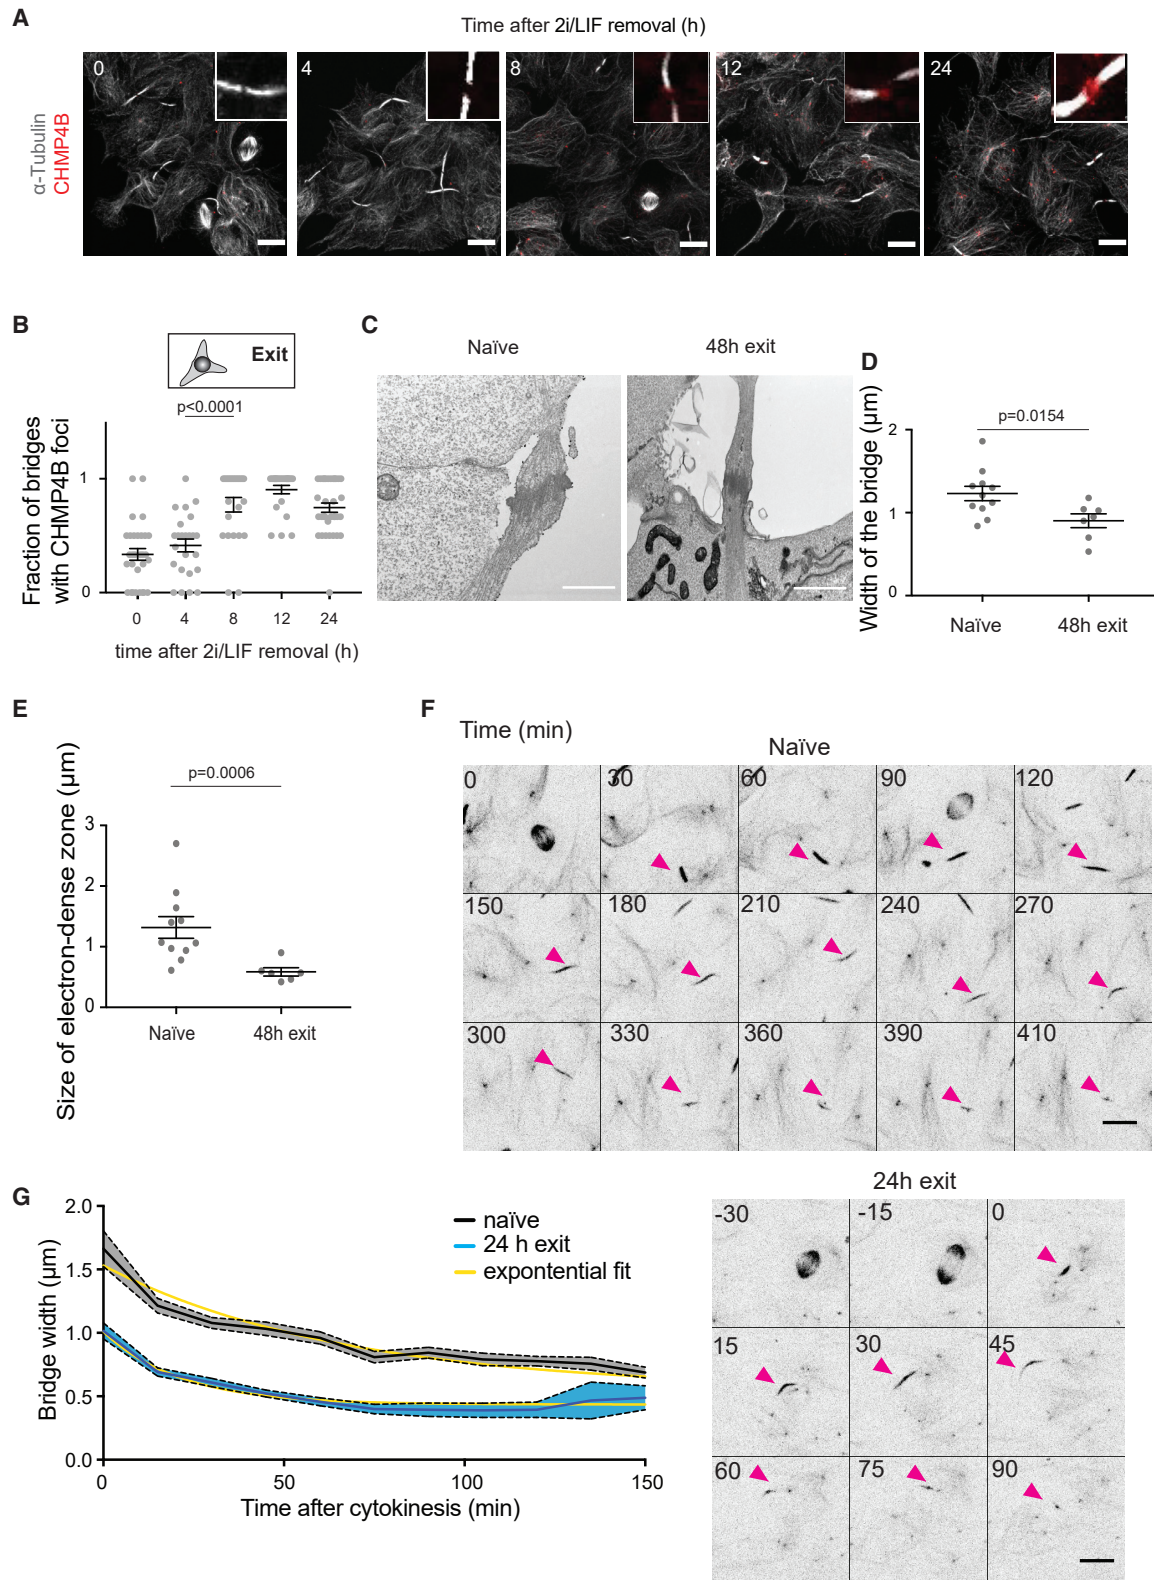 A
Time after 2i/LIF removal (h)
α-Tubulin
CHMP4B
0
4
8
12
24
B
Exit
p<0.0001
Fraction of bridges
with CHMP4B foci
1
0
0
4
8
12
24
time after 2i/LIF removal (h)
C
Naïve
48h exit
D
Width of the bridge (µm)
p=0.0154
2
1
0
Naïve
48h exit
E
Size of electron-dense zone (µm)
p=0.0006
3
2
1
0
Naïve
48h exit
F
Time (min)
Naïve
0
30
60
90
120
150
180
210
240
270
300
330
360
390
410
24h exit
-30
-15
0
15
30
45
60
75
90
G
Bridge width (µm)
2.0
1.5
1.0
0.5
0.0
naïve
24 h exit
expontential fit
0
50
100
150
Time after cytokinesis (min)